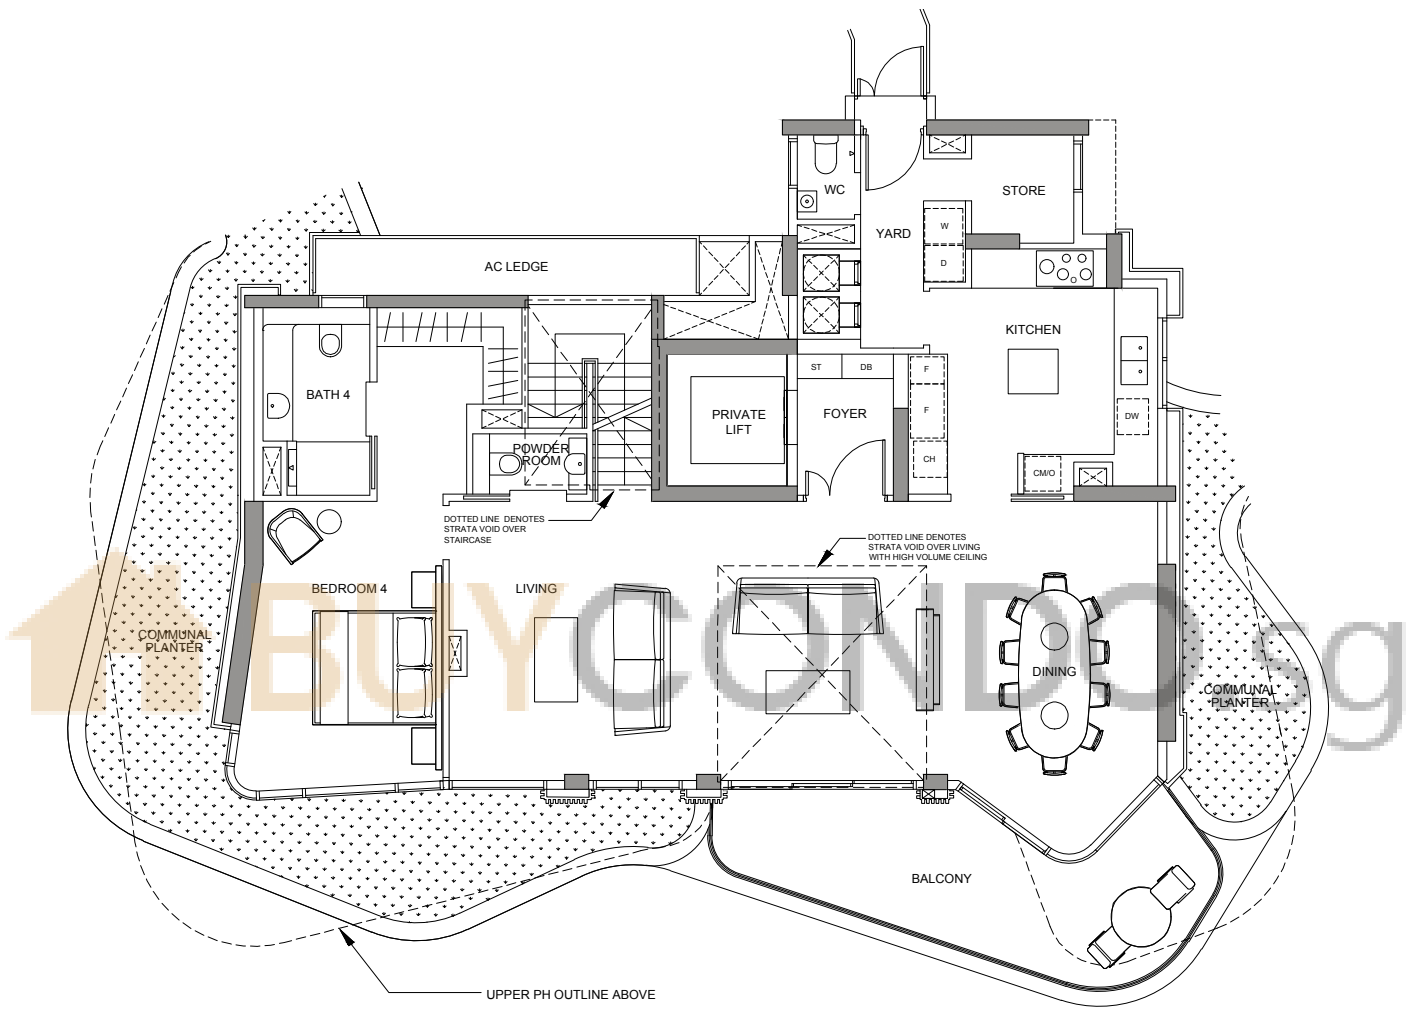 WC
STORE
YARD
W
D
AC LEDGE
KITCHEN
ST
DB
F
F
CH
BATH 4
PRIVATE
LIFT
FOYER
DW
POWDER
ROOM
CM/O
DOTTED LINE DENOTES
STRATA VOID OVER
STAIRCASE
DOTTED LINE DENOTES
STRATA VOID OVER LIVING
WITH HIGH VOLUME CEILING
BEDROOM 4
LIVING
BUYCONDO.sg
COMMUNAL
PLANTER
DINING
COMMUNAL
PLANTER
BALCONY
UPPER PH OUTLINE ABOVE